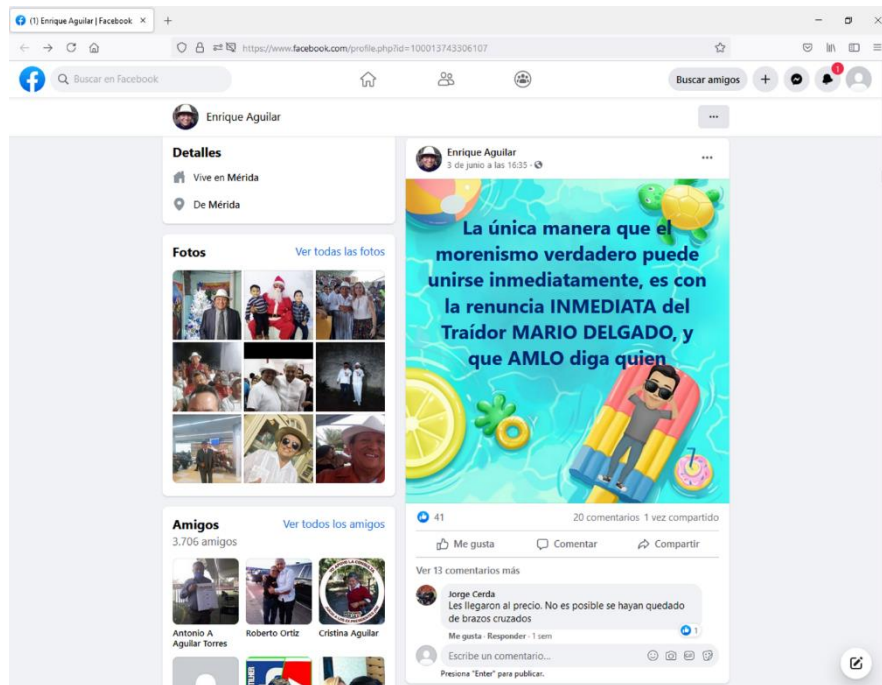 (1) Enrique Aguilar | Facebook
https://www.facebook.com/profile.php?id=100013743306107
Buscar en Facebook
Buscar amigos
1
Enrique Aguilar
Detalles
Vive en Mérida
De Mérida
Fotos
Ver todas las fotos
Amigos
Ver todos los amigos
3.706 amigos
Antonio A
Aguilar Torres
Roberto Ortiz
Cristina Aguilar
Enrique Aguilar
3 de junio a las 16:35 ·
La única manera que el
morenismo verdadero puede
unirse inmediatamente, es con
la renuncia INMEDIATA del
Traídor MARIO DELGADO, y
que AMLO diga quien
41
20 comentarios 1 vez compartido
Me gusta
Comentar
Compartir
Ver 13 comentarios más
Jorge Cerda
Les llegaron al precio. No es posible se hayan quedado
de brazos cruzados
1
Me gusta · Responder · 1 sem
Escribe un comentario...
GIF
Presiona "Enter" para publicar.